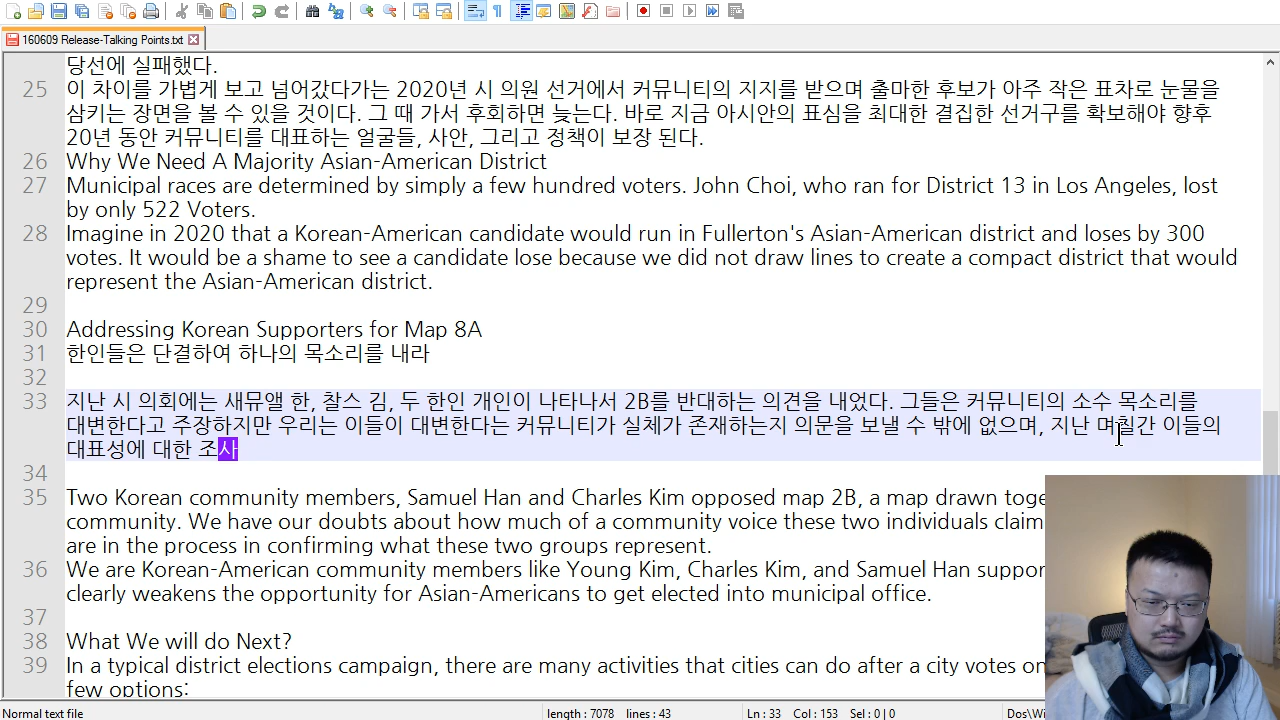 160609 Release-Talking Points.txt
당선에 실패했다.
25 이 차이를 가볍게 보고 넘어갔다가는 2020년 시 의원 선거에서 커뮤니티의 지지를 받으며 출마한 후보가 아주 작은 표차로 눈물을
삼키는 장면을 볼 수 있을 것이다. 그 때 가서 후회하면 늦는다. 바로 지금 아시안의 표심을 최대한 결집한 선거구를 확보해야 향후
20년 동안 커뮤니티를 대표하는 얼굴들, 사안, 그리고 정책이 보장 된다.
26 Why We Need A Majority Asian-American District
27 Municipal races are determined by simply a few hundred voters. John Choi, who ran for District 13 in Los Angeles, lost
by only 522 Voters.
28 Imagine in 2020 that a Korean-American candidate would run in Fullerton's Asian-American district and loses by 300
votes. It would be a shame to see a candidate lose because we did not draw lines to create a compact district that would
represent the Asian-American district.
29
30 Addressing Korean Supporters for Map 8A
31 한인들은 단결하여 하나의 목소리를 내라
32
33 지난 시 의회에는 새뮤앨 한, 찰스 김, 두 한인 개인이 나타나서 2B를 반대하는 의견을 내었다. 그들은 커뮤니티의 소수 목소리를
대변한다고 주장하지만 우리는 이들이 대변한다는 커뮤니티가 실체가 존재하는지 의문을 보낼 수 밖에 없으며, 지난 며칠간 이들의
대표성에 대한 조사
34
35 Two Korean community members, Samuel Han and Charles Kim opposed map 2B, a map drawn toge
community. We have our doubts about how much of a community voice these two individuals claim
are in the process in confirming what these two groups represent.
36 We are Korean-American community members like Young Kim, Charles Kim, and Samuel Han suppor
clearly weakens the opportunity for Asian-Americans to get elected into municipal office.
37
38 What We will do Next?
39 In a typical district elections campaign, there are many activities that cities can do after a city votes on
few options:
Normal text file length : 7078 lines : 43 Ln : 33 Col : 153 Sel : 0 | 0 Dos\Wi